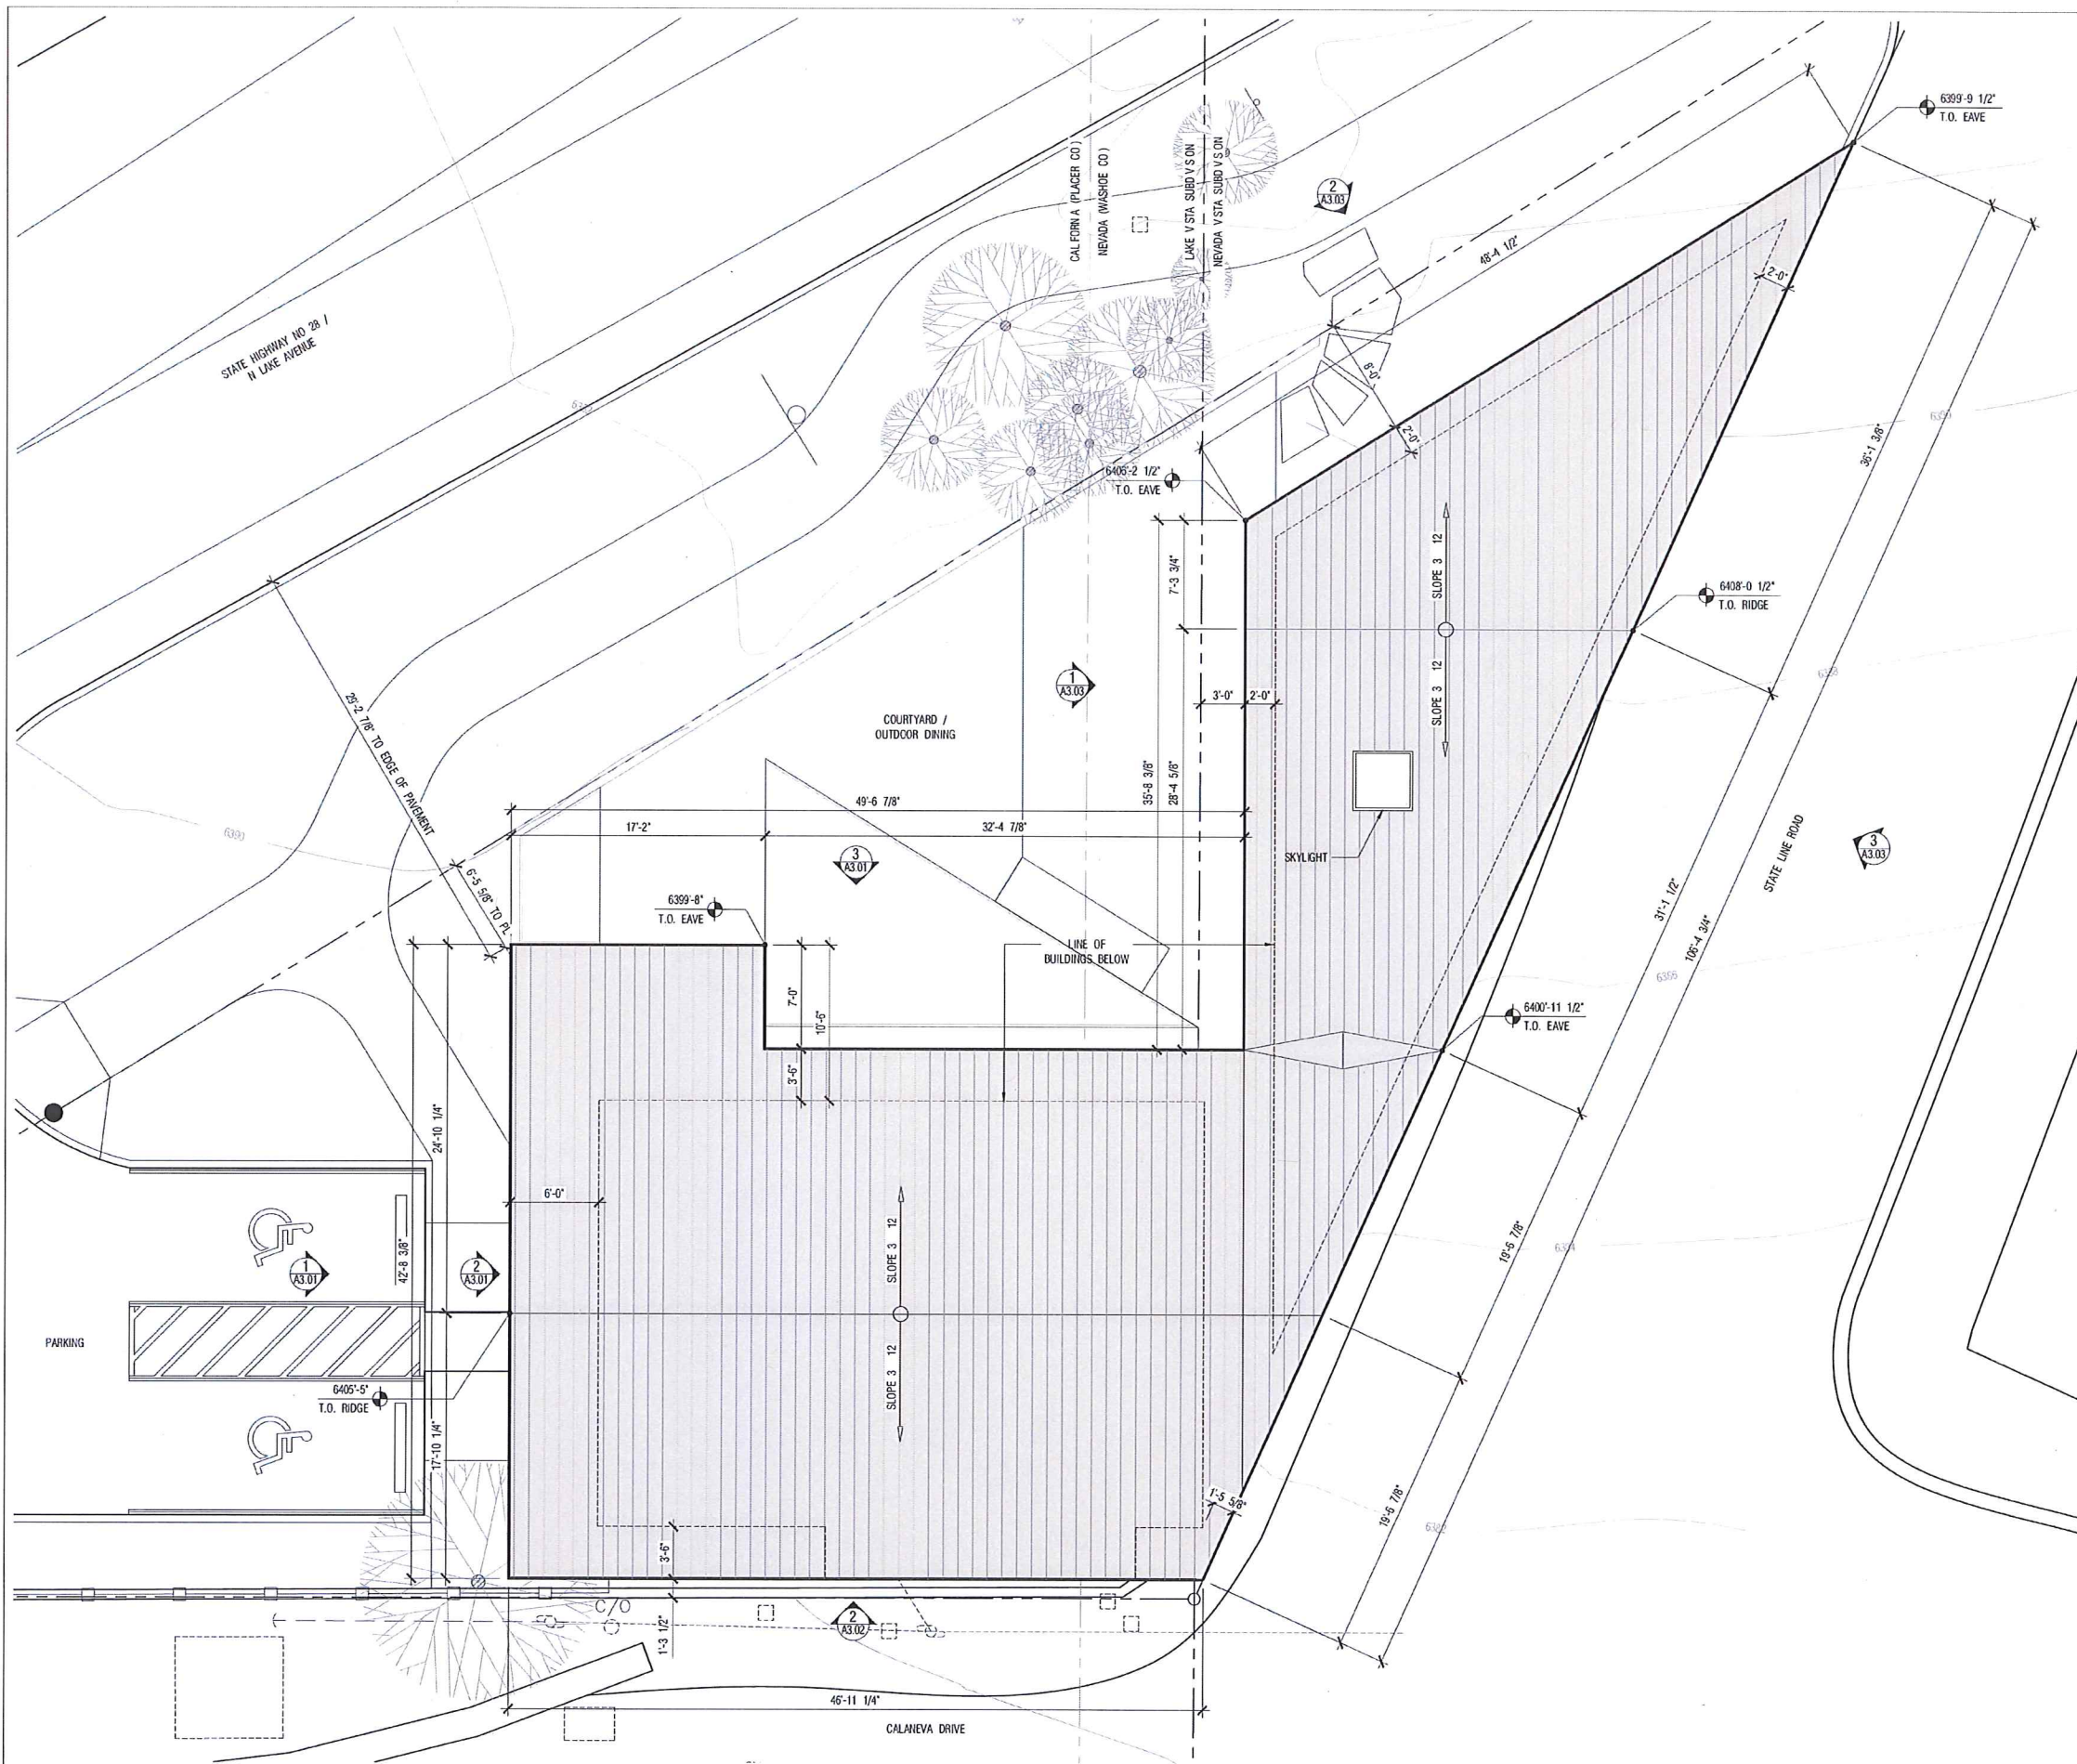 6399'-9 1/2"
T.O. EAVE
CALIFORNIA (PLACER CO)
NEVADA (WASHOE CO)
LAKE VISTA SUBDIVISION
NEVADA VISTA SUBDIVISION
2
A3.03
48'-4 1/2"
2'-0"
STATE HIGHWAY NO 28 /
N LAKE AVENUE
8'-0"
2'-0"
6390
36'-1 3/8"
6406'-2 1/2"
T.O. EAVE
7'-3 3/4"
SLOPE 3 12
SLOPE 3 12
6408'-0 1/2"
T.O. RIDGE
6388
1
A3.03
3'-0"
2'-0"
COURTYARD /
OUTDOOR DINING
29'-2 7/8" TO EDGE OF PAVEMENT
35'-8 3/8"
28'-4 5/8"
49'-6 7/8"
17'-2"
32'-4 7/8"
6390
SKYLIGHT
3
A3.01
STATE LINE ROAD
3
A3.03
6'-5 5/8" TO PL
6399'-8"
T.O. EAVE
31'-1 1/2"
106'-4 3/4"
LINE OF
BUILDINGS BELOW
6386
7'-0"
10'-6"
3'-6"
6400'-11 1/2"
T.O. EAVE
24'-10 1/4"
6'-0"
SLOPE 3 12
SLOPE 3 12
42'-8 3/8"
1
A3.01
2
A3.01
19'-6 7/8"
6384
PARKING
6405'-5"
T.O. RIDGE
17'-10 1/4"
1'-5 5/8"
19'-6 7/8"
6382
3'-6"
C/O
1'-3 1/2"
2
A3.02
46'-11 1/4"
CALANEVA DRIVE